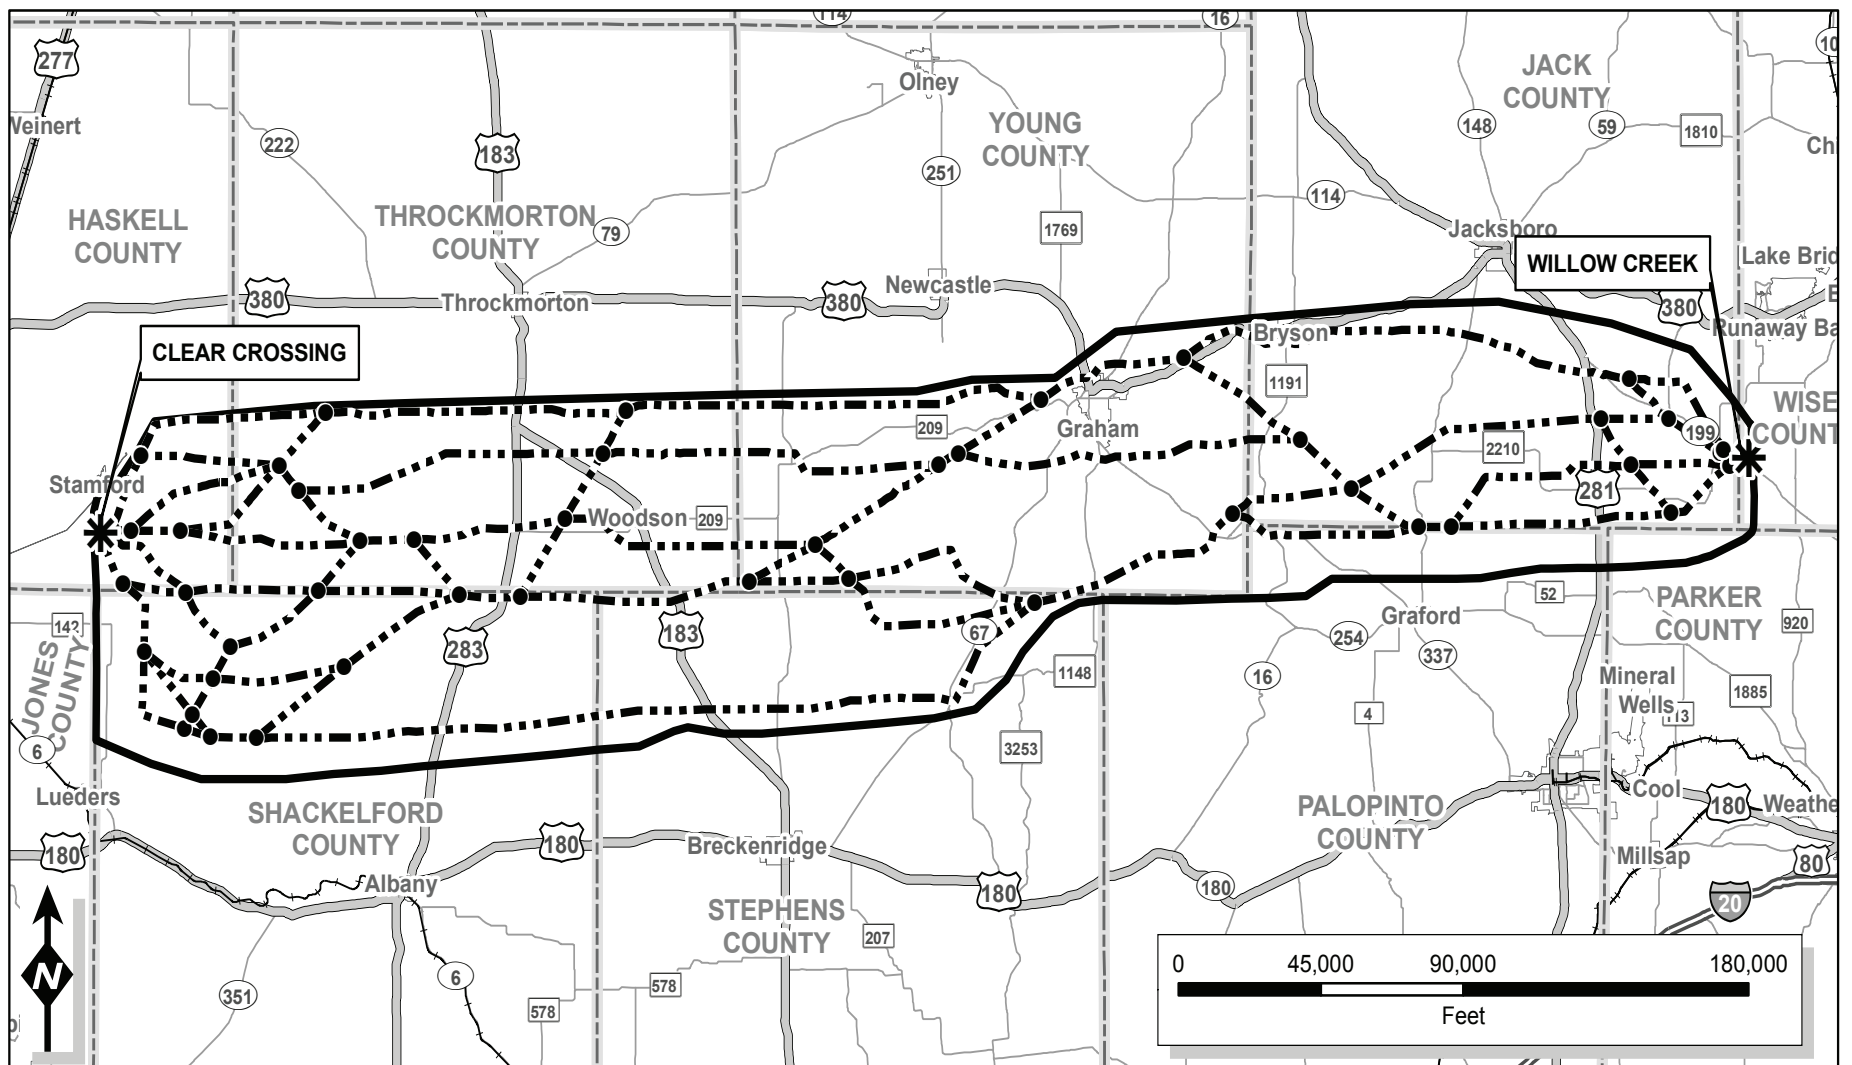 114
16
277
10
Olney
JACK
COUNTY
Weinert
YOUNG
COUNTY
148
59
1810
222
183
251
114
HASKELL
COUNTY
THROCKMORTON
COUNTY
79
1769
Jacksboro
WILLOW CREEK
Lake Brid
380
Throckmorton
380
Newcastle
380
Runaway Ba
Bryson
CLEAR CROSSING
1191
WISE
COUNT
209
Graham
199
2210
Stamford
281
Woodson
209
142
JONES
COUNTY
283
183
67
1148
52
Graford
254
337
16
PARKER
COUNTY
920
Mineral
Wells
1885
4
6
3253
Lueders
SHACKELFORD
COUNTY
PALOPINTO
COUNTY
Cool
180
Weathe
180
180
Breckenridge
Millsap
80
Albany
180
180
20
STEPHENS
COUNTY
207
N
351
6
578
578
0
45,000
90,000
180,000
Feet